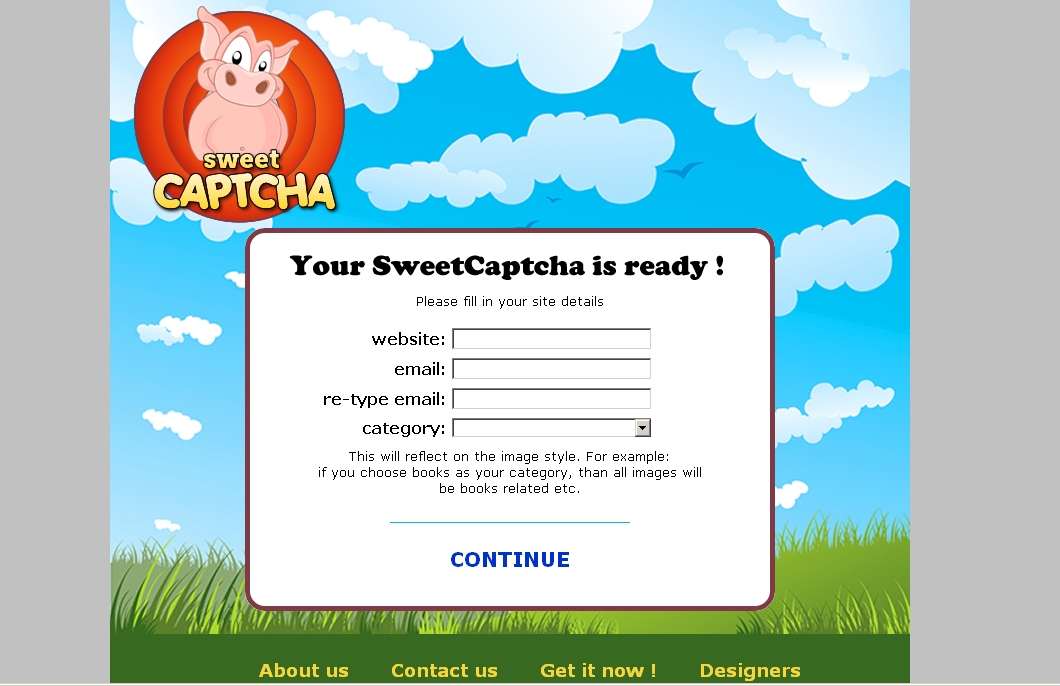 sweet
CAPTCHA
Your SweetCaptcha is ready !
Please fill in your site details
website:
email:
re-type email:
category:
This will reflect on the image style. For example:
if you choose books as your category, than all images will
be books related etc.
CONTINUE
About us Contact us Get it now ! Designers